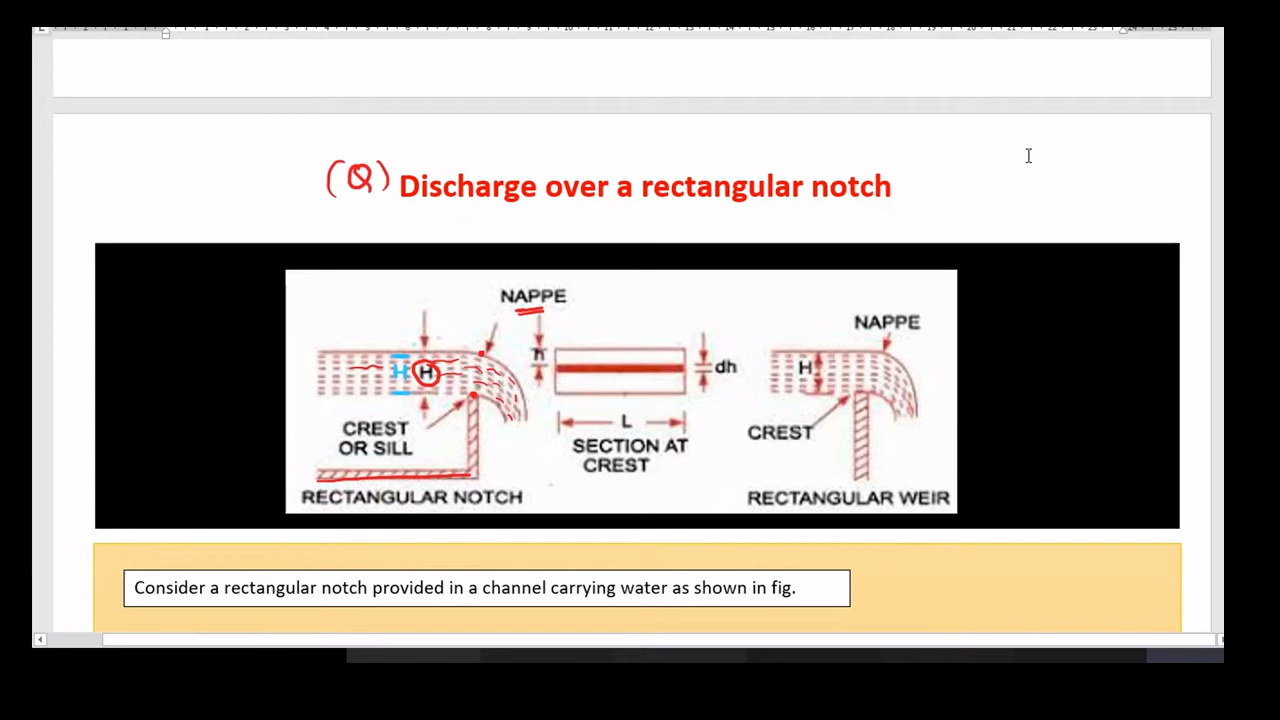 (Q) Discharge over a rectangular notch
NAPPE
H
H
CREST
OR SILL
RECTANGULAR NOTCH
h
dh
L
SECTION AT
CREST
NAPPE
H
CREST
RECTANGULAR WEIR
Consider a rectangular notch provided in a channel carrying water as shown in fig.